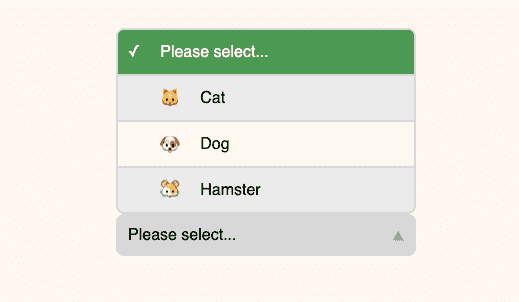 ✓ Please select...
🐱 Cat
🐶 Dog
🐹 Hamster
Please select... ▲